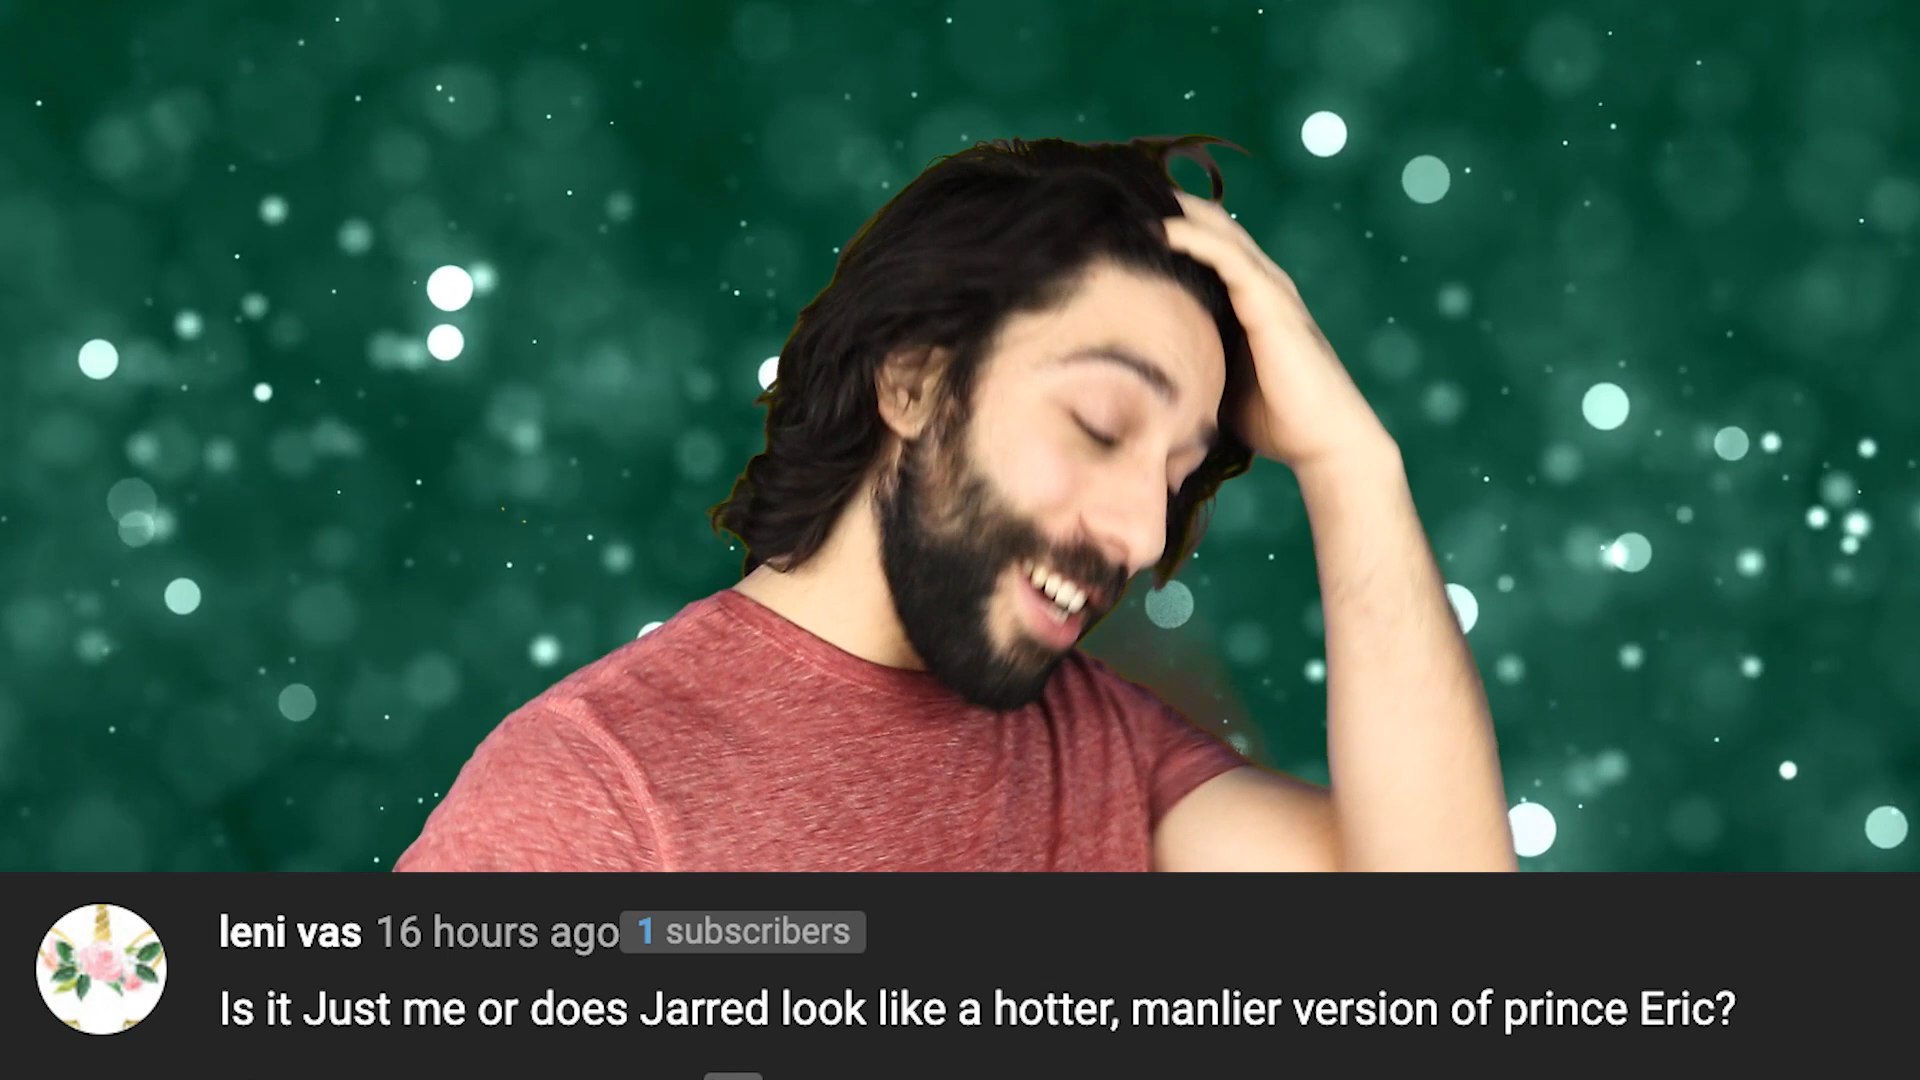 leni vas 16 hours ago 1 subscribers
Is it Just me or does Jarred look like a hotter, manlier version of prince Eric?